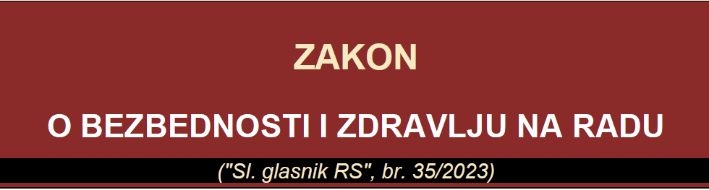 ZAKON
O BEZBEDNOSTI I ZDRAVLJU NA RADU
("Sl. glasnik RS", br. 35/2023)